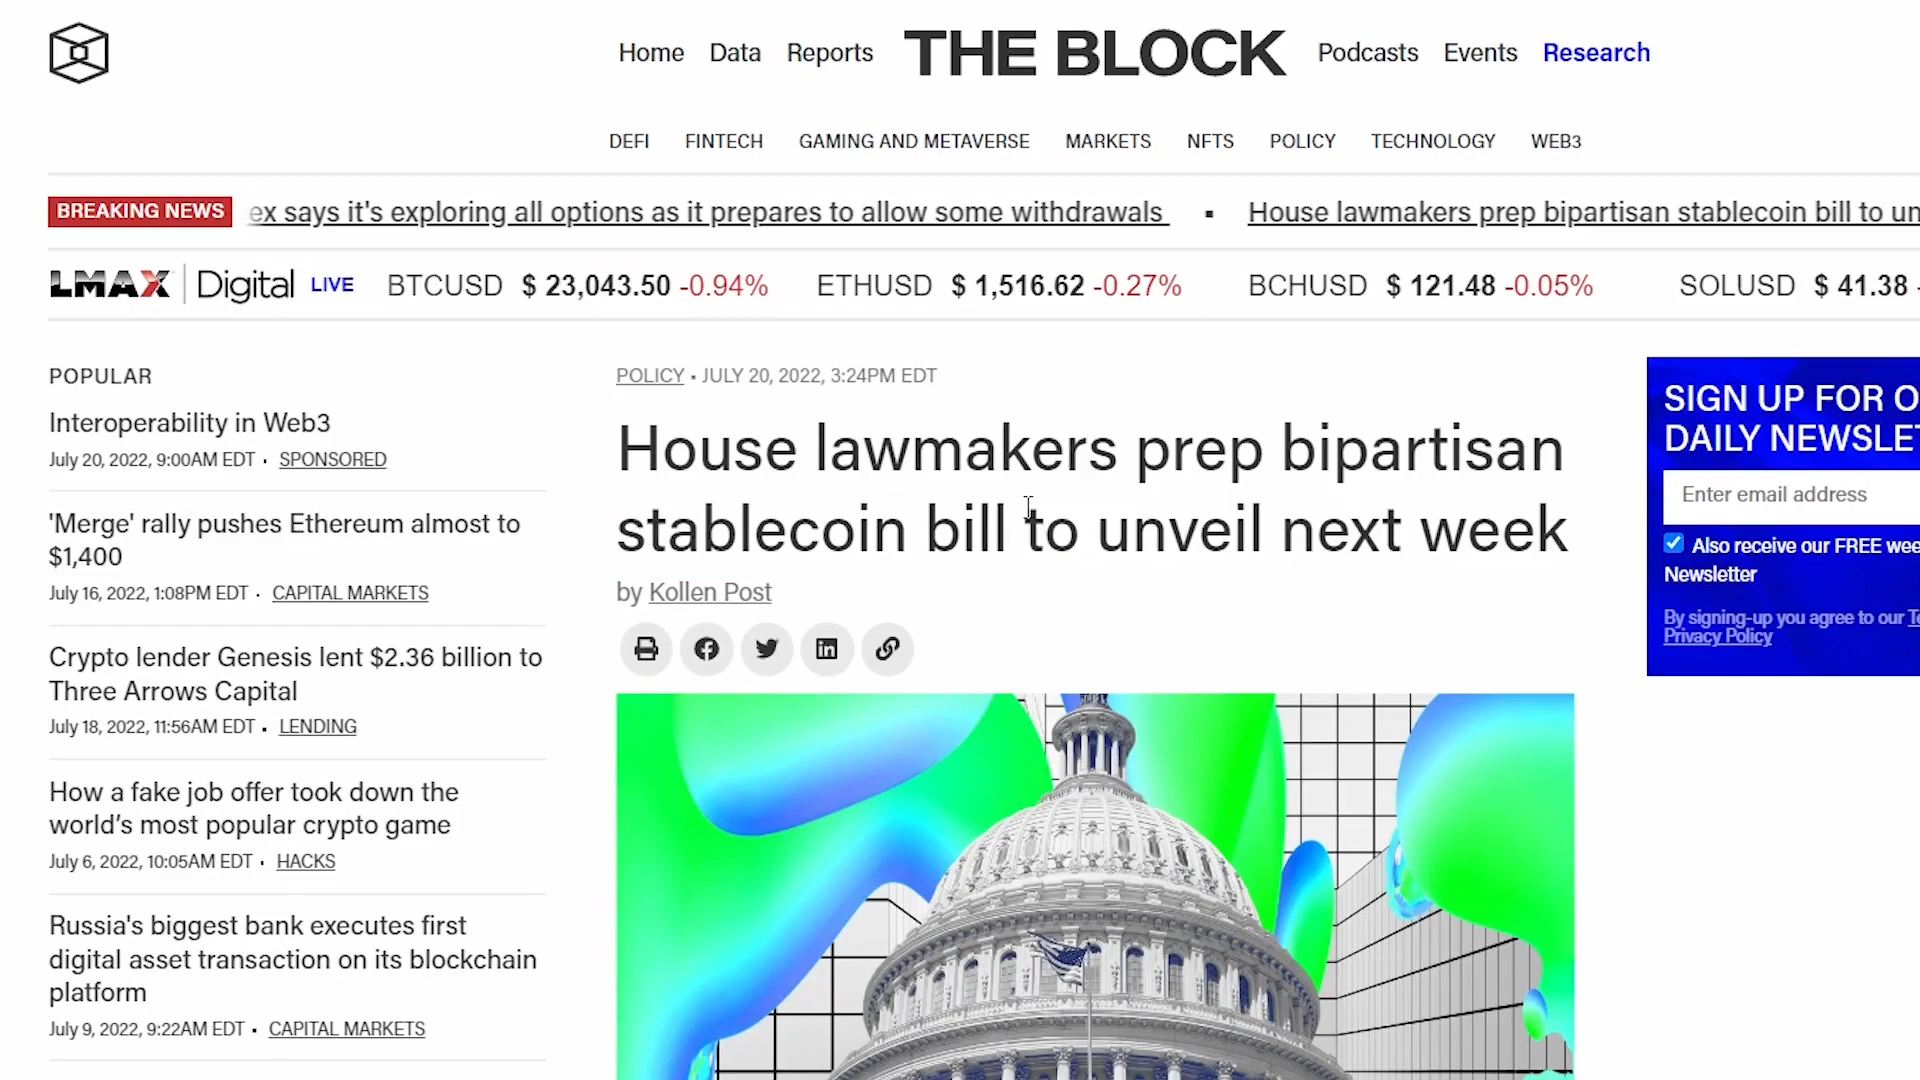 Home Data Reports THE BLOCK Podcasts Events Research
DEFI FINTECH GAMING AND METAVERSE MARKETS NFTS POLICY TECHNOLOGY WEB3
BREAKING NEWS ex says it's exploring all options as it prepares to allow some withdrawals ▪ House lawmakers prep bipartisan stablecoin bill to un
LMAX Digital LIVE BTCUSD $ 23,043.50 -0.94% ETHUSD $ 1,516.62 -0.27% BCHUSD $ 121.48 -0.05% SOLUSD $ 41.38 -
POPULAR
Interoperability in Web3
July 20, 2022, 9:00AM EDT • SPONSORED
'Merge' rally pushes Ethereum almost to
$1,400
July 16, 2022, 1:08PM EDT • CAPITAL MARKETS
Crypto lender Genesis lent $2.36 billion to
Three Arrows Capital
July 18, 2022, 11:56AM EDT • LENDING
How a fake job offer took down the
world’s most popular crypto game
July 6, 2022, 10:05AM EDT • HACKS
Russia's biggest bank executes first
digital asset transaction on its blockchain
platform
July 9, 2022, 9:22AM EDT • CAPITAL MARKETS
POLICY • JULY 20, 2022, 3:24PM EDT
House lawmakers prep bipartisan
stablecoin bill to unveil next week
by Kollen Post
SIGN UP FOR O
DAILY NEWSLE
Enter email address
Also receive our FREE wee
Newsletter
By signing-up you agree to our Te
Privacy Policy